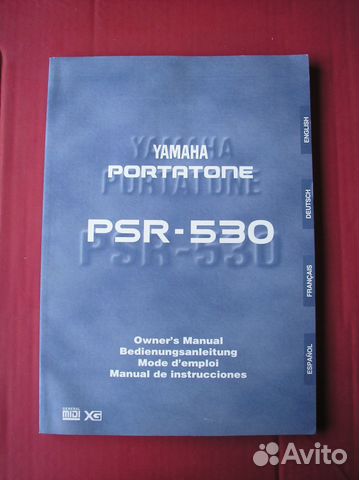 YAMAHA
PORTATONE
PSR-530
Owner's Manual
Bedienungsanleitung
Mode d'emploi
Manual de instrucciones
ENGLISH
DEUTSCH
FRANÇAIS
ESPAÑOL
GENERAL
MIDI
XG
Avito